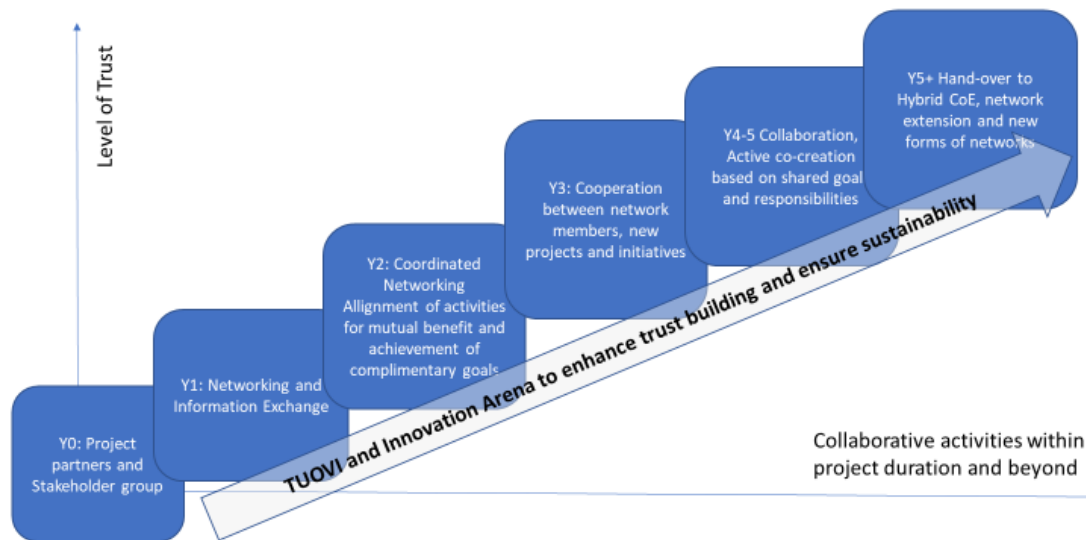 Level of Trust
Y0: Project
partners and
Stakeholder group
Y1: Networking and
Information Exchange
Y2: Coordinated
Networking
Allignment of activities
for mutual benefit and
achievement of
complimentary goals
Y3: Cooperation
between network
members, new
projects and initiatives
Y4-5 Collaboration,
Active co-creation
based on shared goal
and responsibilities
Y5+ Hand-over to
Hybrid CoE, network
extension and new
forms of networks
TUOVI and Innovation Arena to enhance trust building and ensure sustainability
Collaborative activities within
project duration and beyond